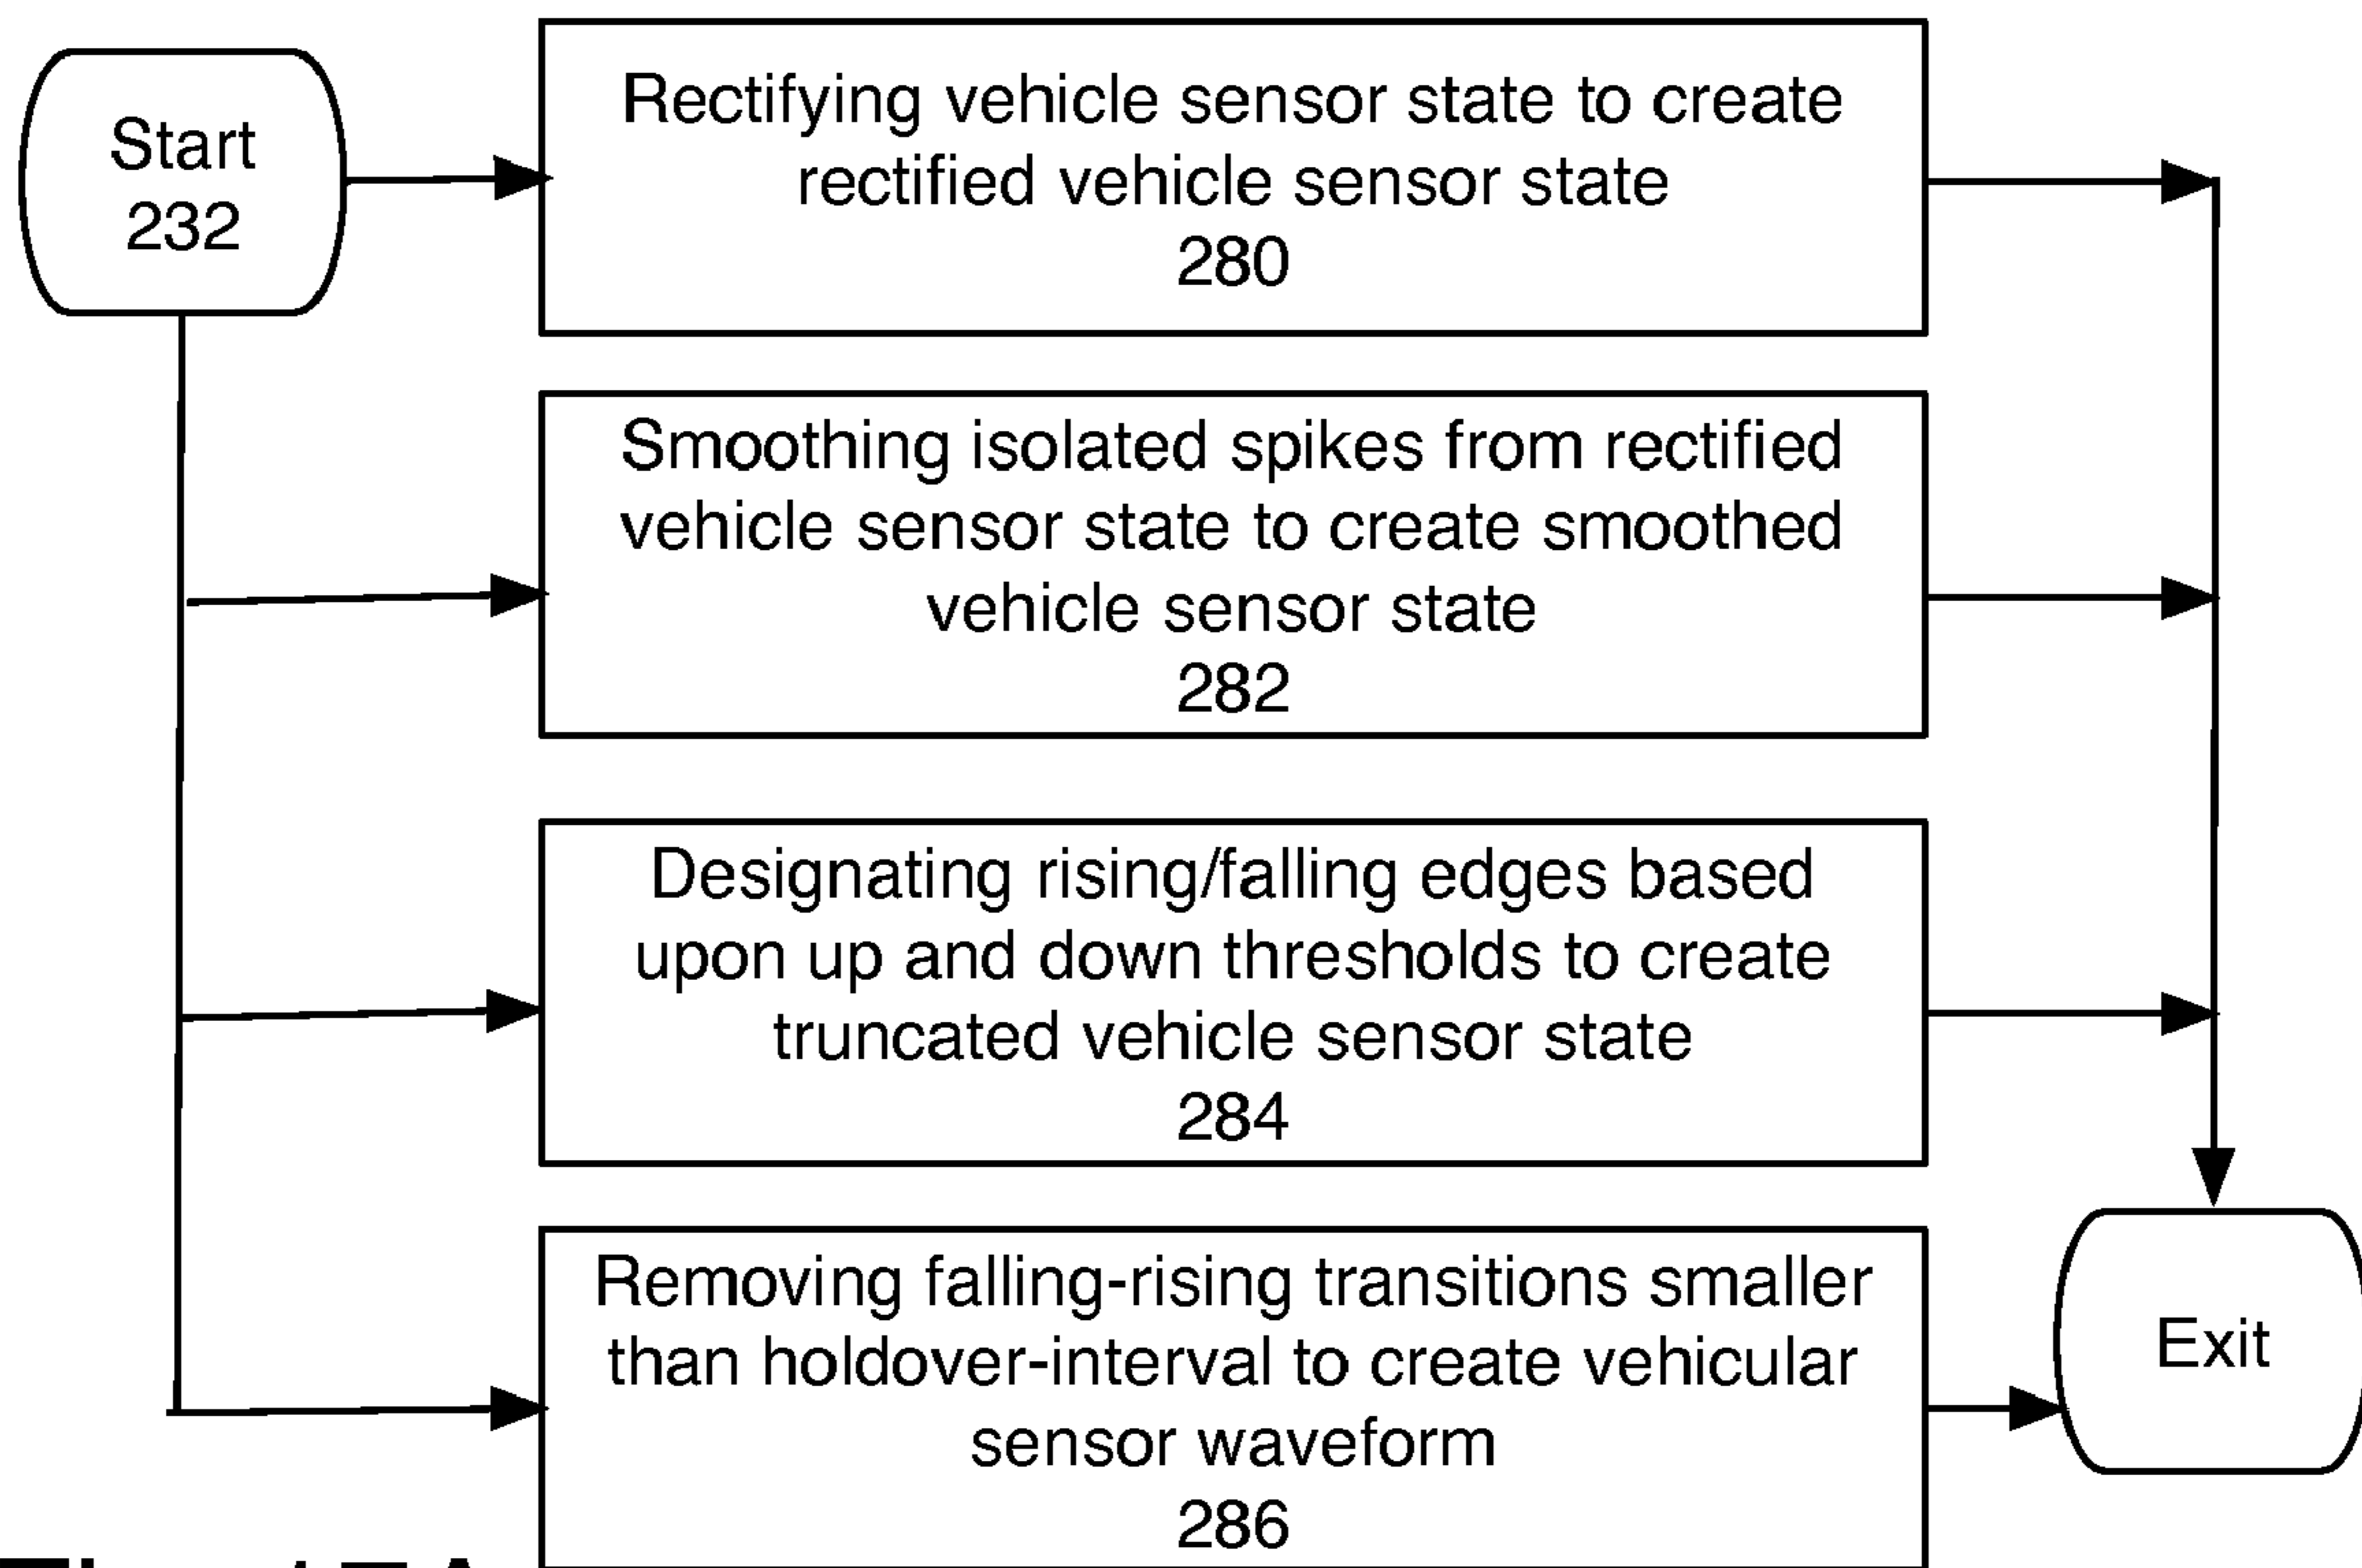 Start
232
Rectifying vehicle sensor state to create
rectified vehicle sensor state
280
Smoothing isolated spikes from rectified
vehicle sensor state to create smoothed
vehicle sensor state
282
Designating rising/falling edges based
upon up and down thresholds to create
truncated vehicle sensor state
284
Removing falling-rising transitions smaller
than holdover-interval to create vehicular
sensor waveform
286
Exit